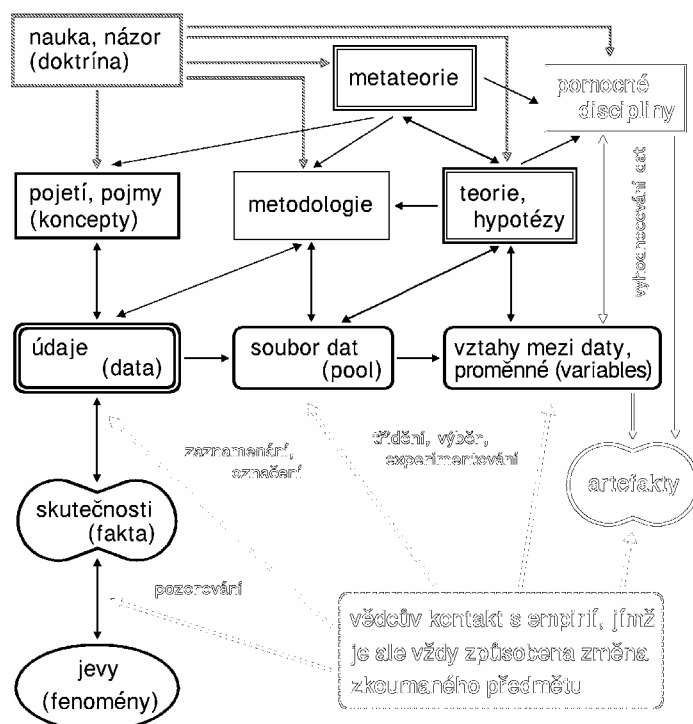 nauka, názor
(doktrína)
metateorie
pomocné
disciplíny
pojetí, pojmy
(koncepty)
metodologie
teorie,
hypotézy
vyhodnocování dat
údaje
(data)
soubor dat
(pool)
vztahy mezi daty,
proměnné (variables)
zaznamenání,
označení
třídění, výběr,
experimentování
artefakty
skutečnosti
(fakta)
pozorování
vědcův kontakt s empirií, jímž
je ale vždy způsobena změna
zkoumaného předmětu
jevy
(fenomény)